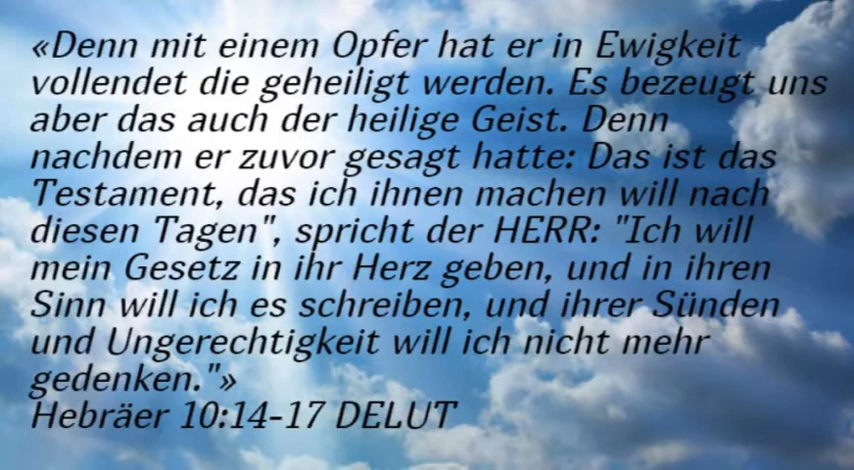 «Denn mit einem Opfer hat er in Ewigkeit
vollendet die geheiligt werden. Es bezeugt uns
aber das auch der heilige Geist. Denn
nachdem er zuvor gesagt hatte: Das ist das
Testament, das ich ihnen machen will nach
diesen Tagen", spricht der HERR: "Ich will
mein Gesetz in ihr Herz geben, und in ihren
Sinn will ich es schreiben, und ihrer Sünden
und Ungerechtigkeit will ich nicht mehr
gedenken."»
Hebräer 10:14-17 DELUT